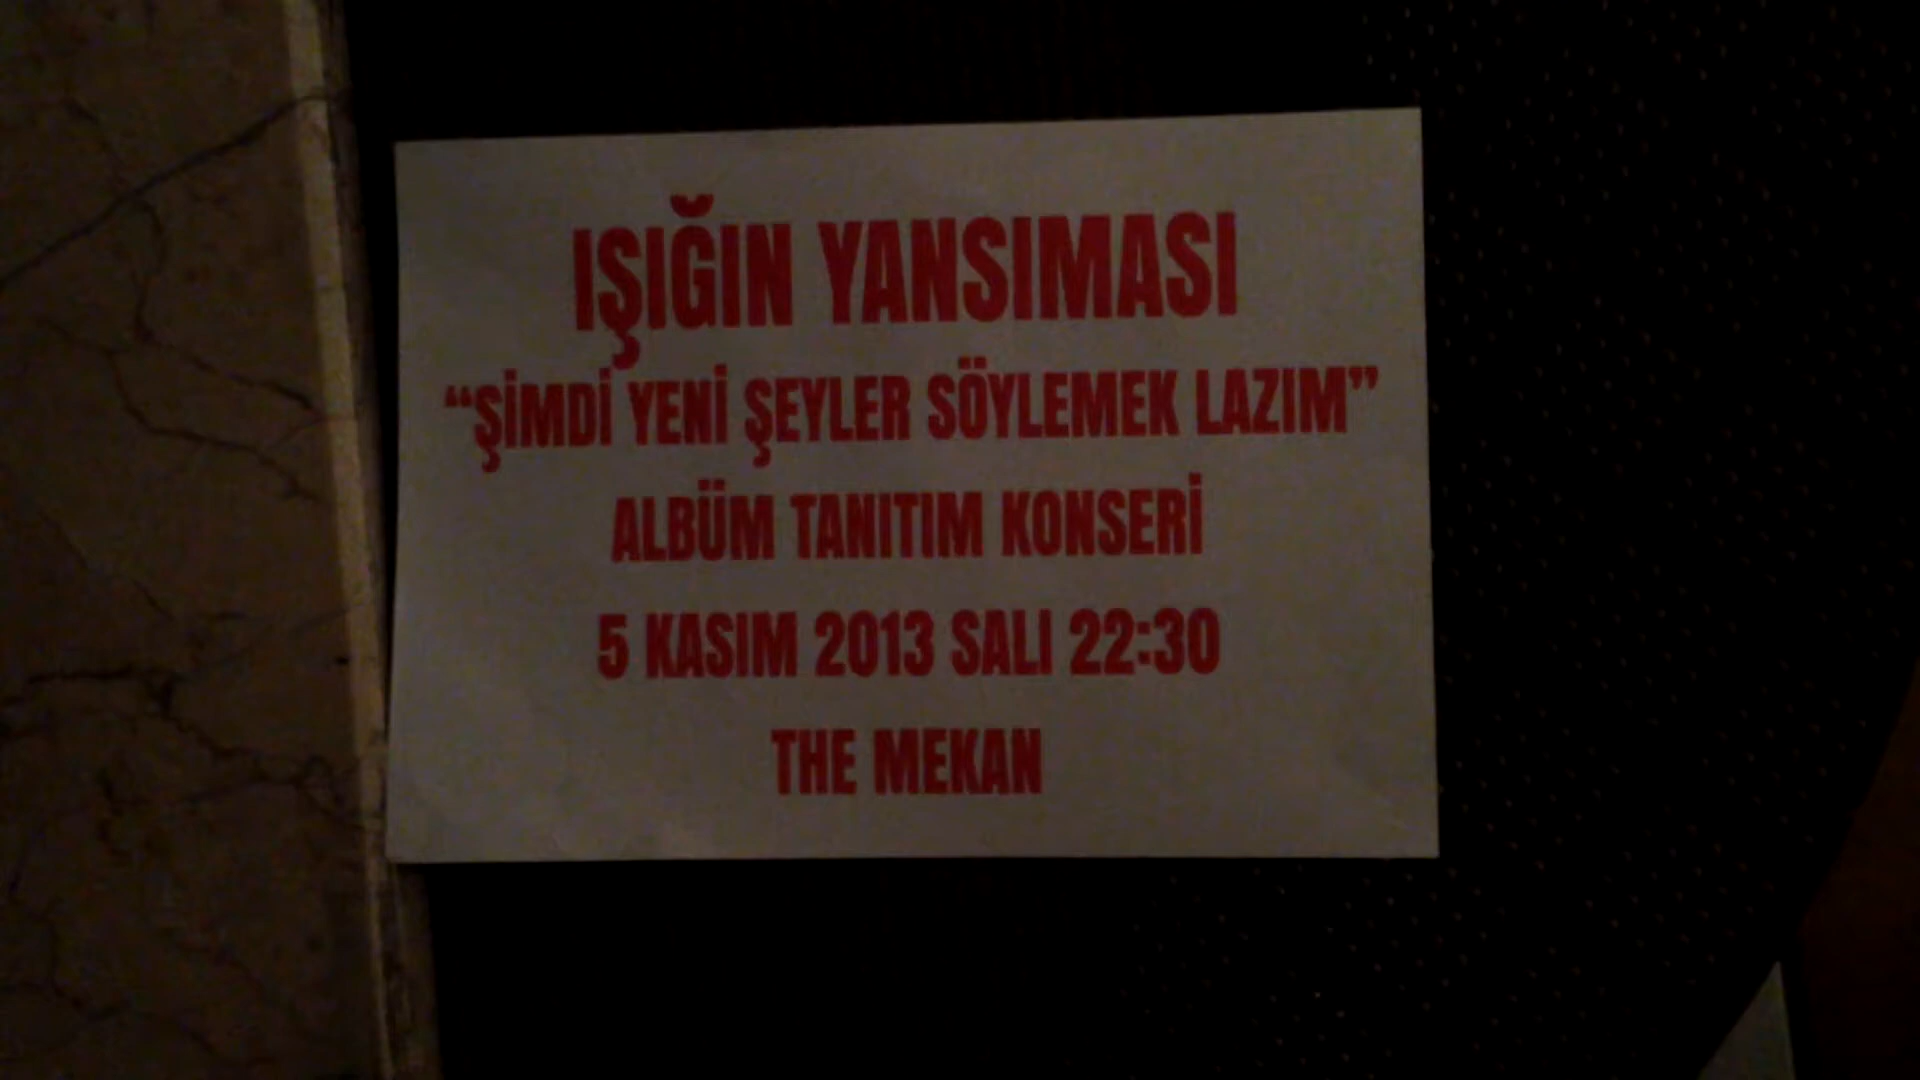 IŞIĞIN YANSIMASI
“ŞİMDİ YENİ ŞEYLER SÖYLEMEK LAZIM”
ALBÜM TANITIM KONSERİ
5 KASIM 2013 SALI 22:30
THE MEKAN